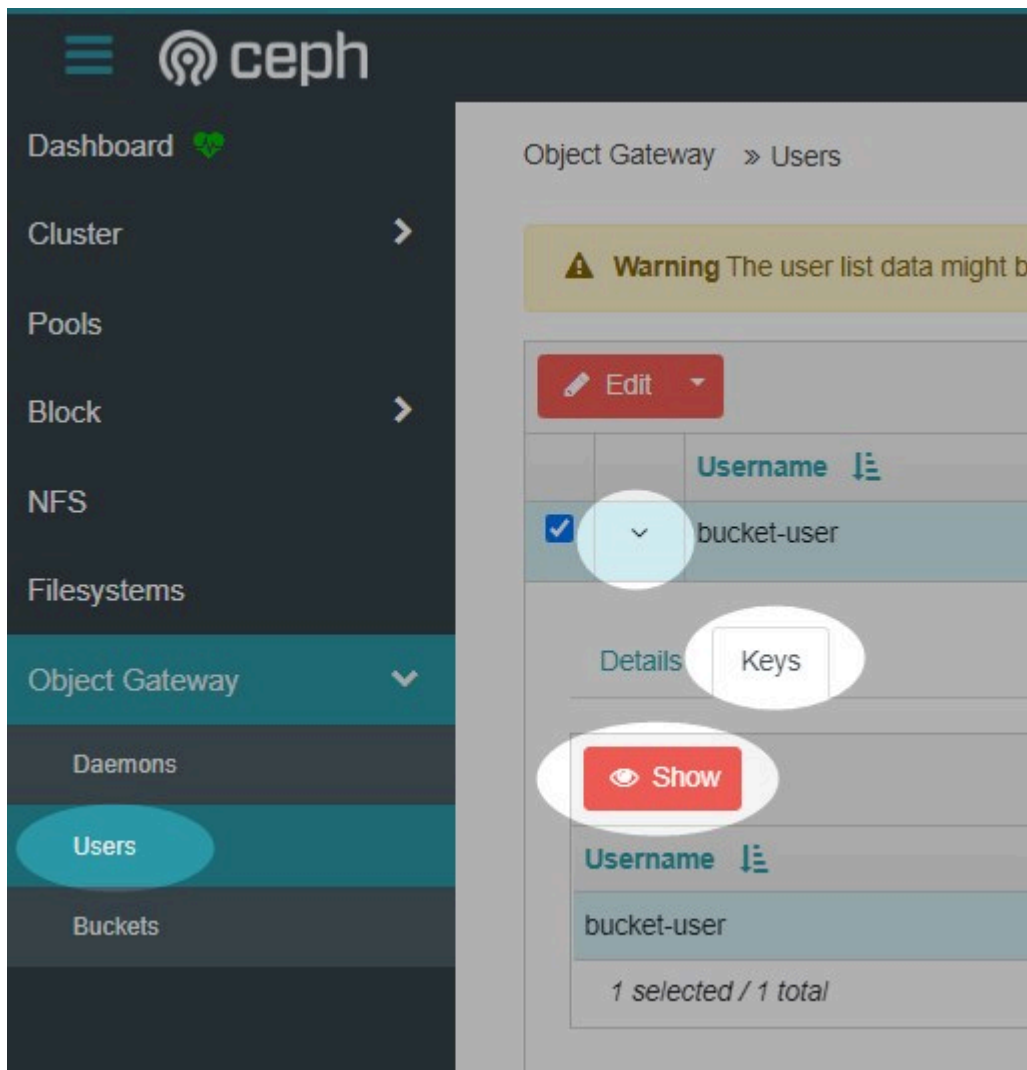 ceph
Dashboard
Cluster
Pools
Block
NFS
Filesystems
Object Gateway
Daemons
Users
Buckets
Object Gateway » Users
Warning The user list data might b
Edit
Username
bucket-user
Details Keys
Show
Username
bucket-user
1 selected / 1 total